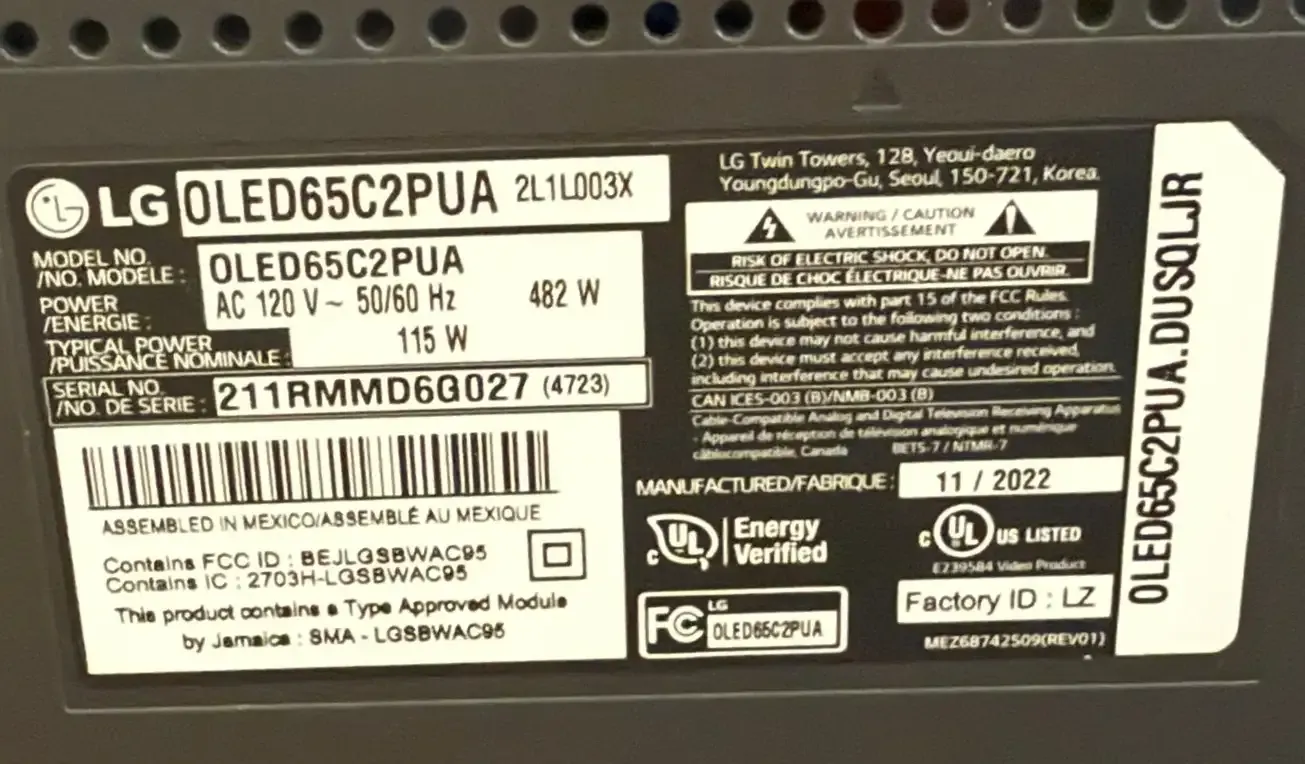 LG OLED65C2PUA 2L1L003X
MODEL NO.
/NO. MODÈLE : OLED65C2PUA
POWER
/ENERGIE : AC 120 V ~ 50/60 Hz 482 W
TYPICAL POWER
/PUISSANCE NOMINALE : 115 W
SERIAL NO.
/NO. DE SÉRIE : 211RMMD6G027 (4723)
ASSEMBLED IN MEXICO/ASSEMBLÉ AU MEXIQUE
Contains FCC ID : BEJLGSBWAC95
Contains IC : 2703H-LGSBWAC95
This product contains a Type Approved Module
by Jamaica : SMA - LGSBWAC95
LG Twin Towers, 128, Yeoui-daero
Youngdungpo-Gu, Seoul, 150-721, Korea.
WARNING / CAUTION
AVERTISSEMENT
RISK OF ELECTRIC SHOCK, DO NOT OPEN.
RISQUE DE CHOC ÉLECTRIQUE-NE PAS OUVRIR.
This device complies with part 15 of the FCC Rules.
Operation is subject to the following two conditions :
(1) this device may not cause harmful interference, and
(2) this device must accept any interference received,
including interference that may cause undesired operation.
CAN ICES-003 (B)/NMB-003 (B)
Cable-Compatible Analog and Digital Television Receiving Apparatus
- Appareil de réception de télévision analogique et numérique
câblocompatible, Canada BETS-7 / NTMR-7
MANUFACTURED/FABRIQUÉ : 11 / 2022
c UL Energy
Verified
c UL US LISTED
E239584 Video Product
FC LG
OLED65C2PUA
Factory ID : LZ
MEZ68742509(REV01)
OLED65C2PUA.DUSQLJR